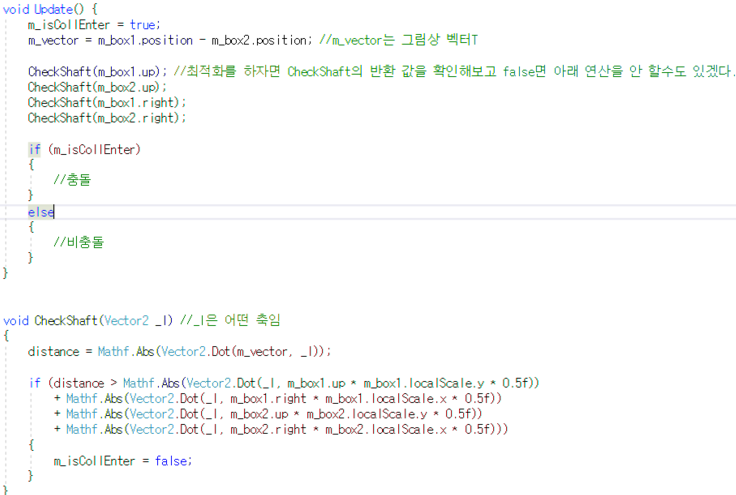 void Update() {
m_isCollEnter = true;
m_vector = m_box1.position - m_box2.position; //m_vector는 그림상 벡터T
CheckShaft(m_box1.up); //최적화를 하자면 CheckShaft의 반환 값을 확인해보고 false면 아래 연산을 안 할수도 있겠다.
CheckShaft(m_box2.up);
CheckShaft(m_box1.right);
CheckShaft(m_box2.right);
if (m_isCollEnter)
{
//충돌
}
else
{
//비충돌
}
}
void CheckShaft(Vector2 _l) //_l은 어떤 축임
{
distance = Mathf.Abs(Vector2.Dot(m_vector, _l));
if (distance > Mathf.Abs(Vector2.Dot(_l, m_box1.up * m_box1.localScale.y * 0.5f))
+ Mathf.Abs(Vector2.Dot(_l, m_box1.right * m_box1.localScale.x * 0.5f))
+ Mathf.Abs(Vector2.Dot(_l, m_box2.up * m_box2.localScale.y * 0.5f))
+ Mathf.Abs(Vector2.Dot(_l, m_box2.right * m_box2.localScale.x * 0.5f)))
{
m_isCollEnter = false;
}
}